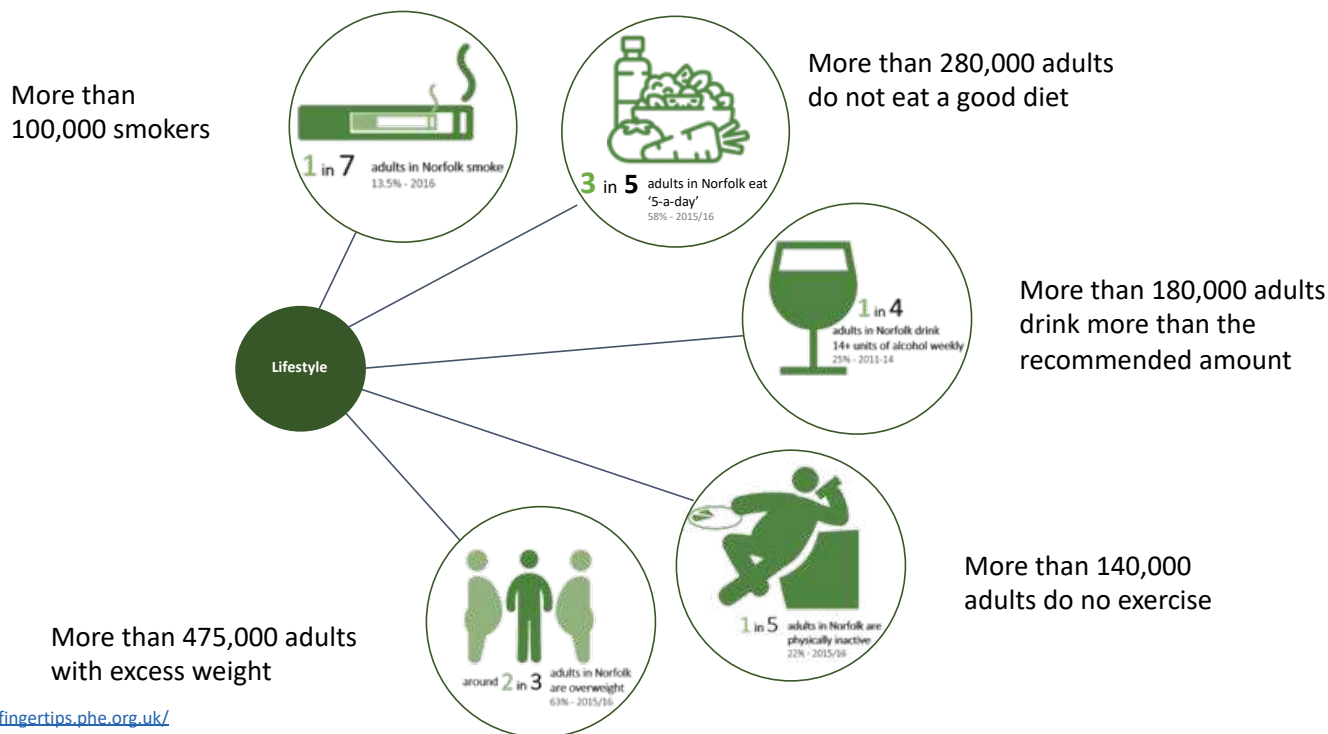 More than
100,000 smokers
1 in 7 adults in Norfolk smoke
13.5% - 2016
3 in 5 adults in Norfolk eat
'5-a-day'
58% - 2015/16
More than 280,000 adults
do not eat a good diet
1 in 4
adults in Norfolk drink
14+ units of alcohol weekly
25% - 2011-14
More than 180,000 adults
drink more than the
recommended amount
Lifestyle
1 in 5 adults in Norfolk are
physically inactive
22% - 2015/16
More than 140,000
adults do no exercise
around 2 in 3 adults in Norfolk
are overweight
63% - 2015/16
More than 475,000 adults
with excess weight
fingertips.phe.org.uk/